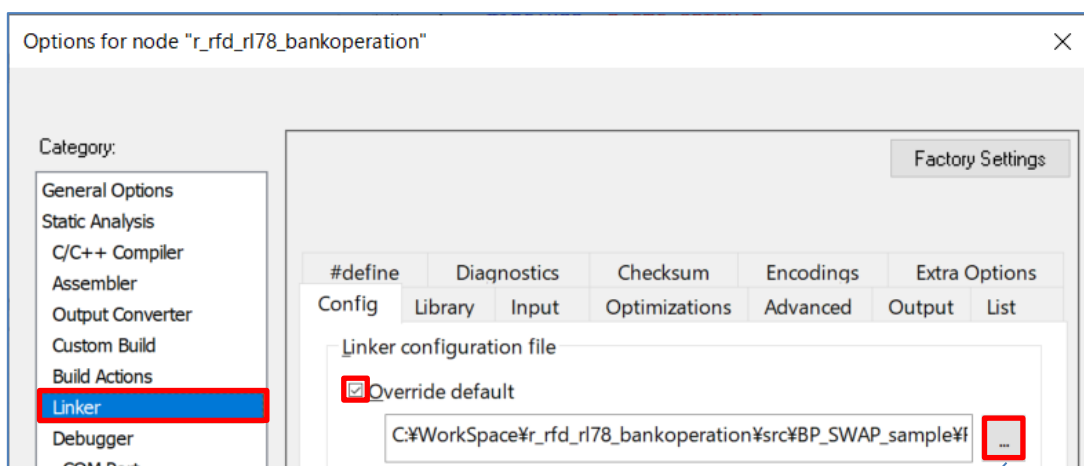 Options for node "r_rfd_rl78_bankoperation"
Category:
General Options
Static Analysis
C/C++ Compiler
Assembler
Output Converter
Custom Build
Build Actions
Linker
Debugger
Factory Settings
#define Diagnostics Checksum Encodings Extra Options
Config Library Input Optimizations Advanced Output List
Linker configuration file
Override default
C:¥WorkSpace¥r_rfd_rl78_bankoperation¥src¥BP_SWAP_sample¥
...